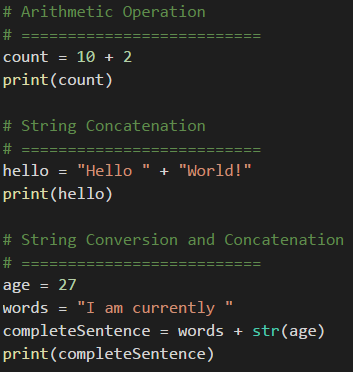 # Arithmetic Operation
# =========================
count = 10 + 2
print(count)

# String Concatenation
# =========================
hello = "Hello " + "World!"
print(hello)

# String Conversion and Concatenation
# =========================
age = 27
words = "I am currently "
completeSentence = words + str(age)
print(completeSentence)